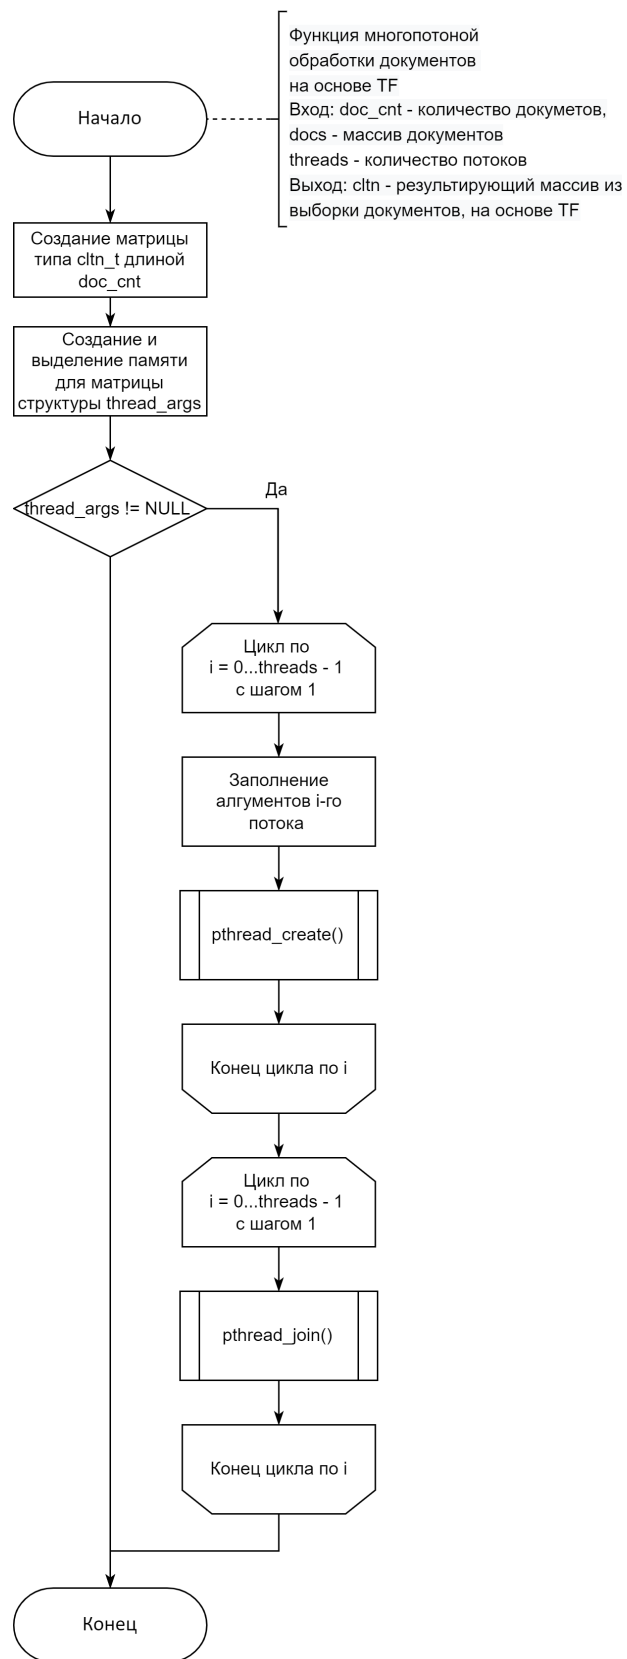 Функция многопотоной
обработки документов
на основе TF
Вход: doc_cnt - количество докуметов,
docs - массив документов
threads - количество потоков
Выход: cltn - результирующий массив из
выборки документов, на основе TF
Начало
Создание матрицы
типа cltn_t длиной
doc_cnt
Создание и
выделение памяти
для матрицы
структуры thread_args
thread_args != NULL
Да
Цикл по
i = 0...threads - 1
с шагом 1
Заполнение
алгументов i-го
потока
pthread_create()
Конец цикла по i
Цикл по
i = 0...threads - 1
с шагом 1
pthread_join()
Конец цикла по i
Конец